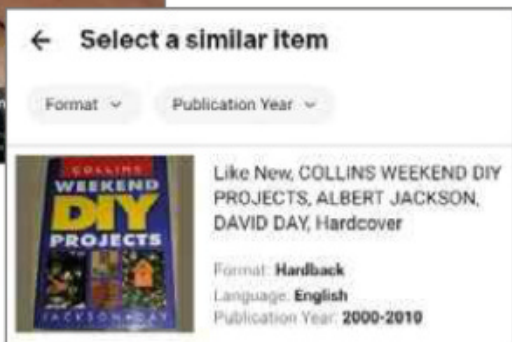 ← Select a similar item
Format
Publication Year
COLLINS
WEEKEND
DIY
PROJECTS
JACKSON • DAY
Like New, COLLINS WEEKEND DIY
PROJECTS, ALBERT JACKSON,
DAVID DAY, Hardcover
Format: Hardback
Language: English
Publication Year: 2000-2010